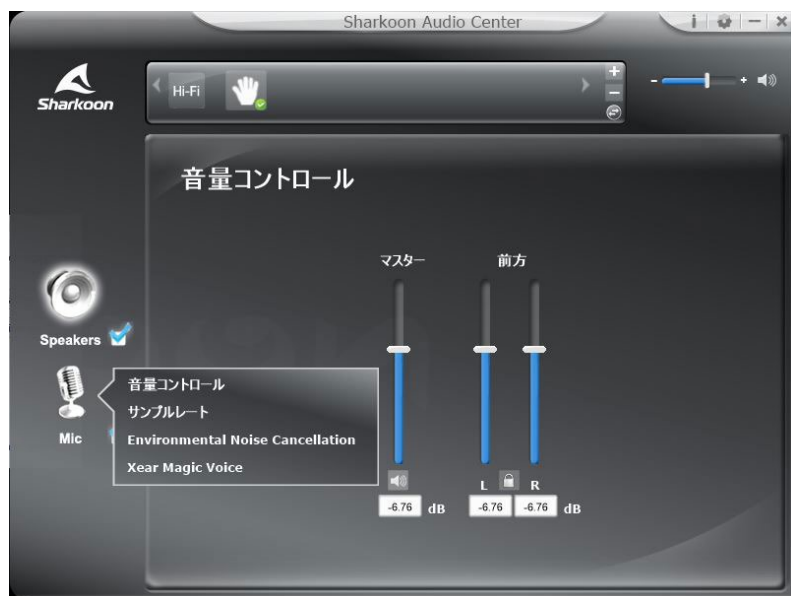 Sharkoon Audio Center
Sharkoon
Hi-Fi
音量コントロール
マスター
前方
Speakers
Mic
音量コントロール
サンプルレート
Environmental Noise Cancellation
Xear Magic Voice
L
R
-6.76 dB
-6.76 -6.76 dB